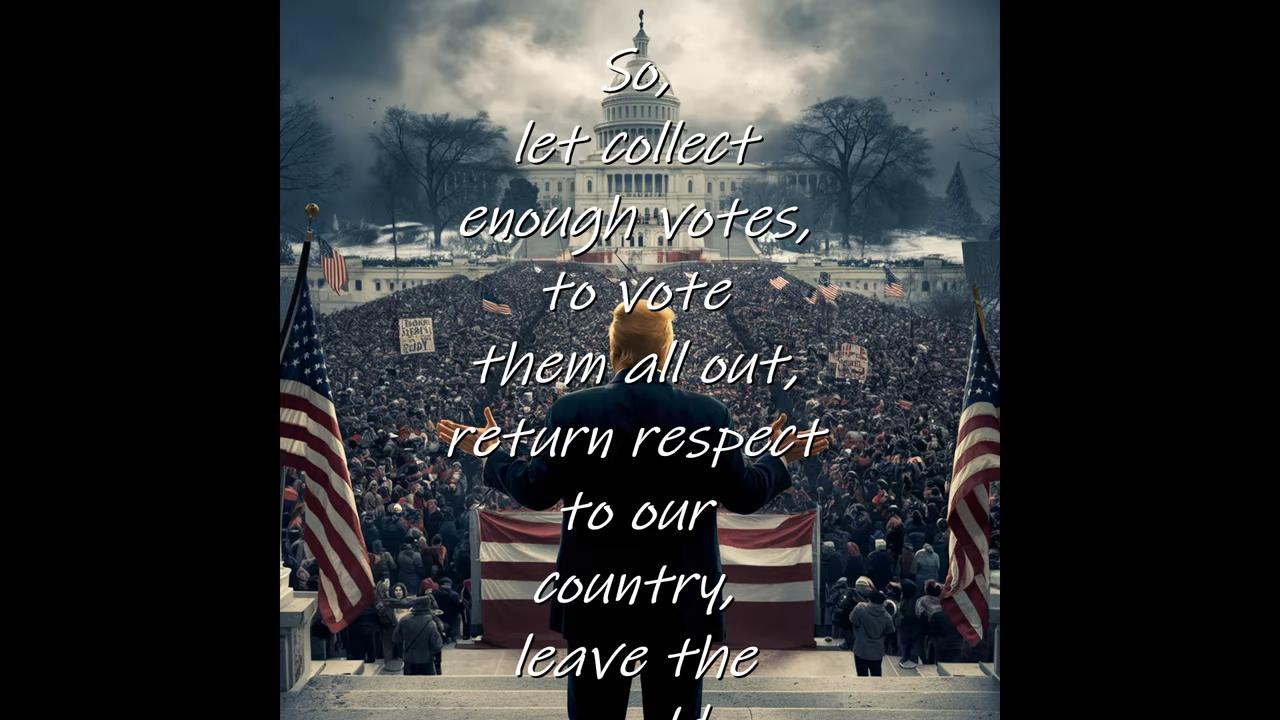 So,
let collect
enough votes,
to vote
them all out,
return respect
to our
country,
leave the